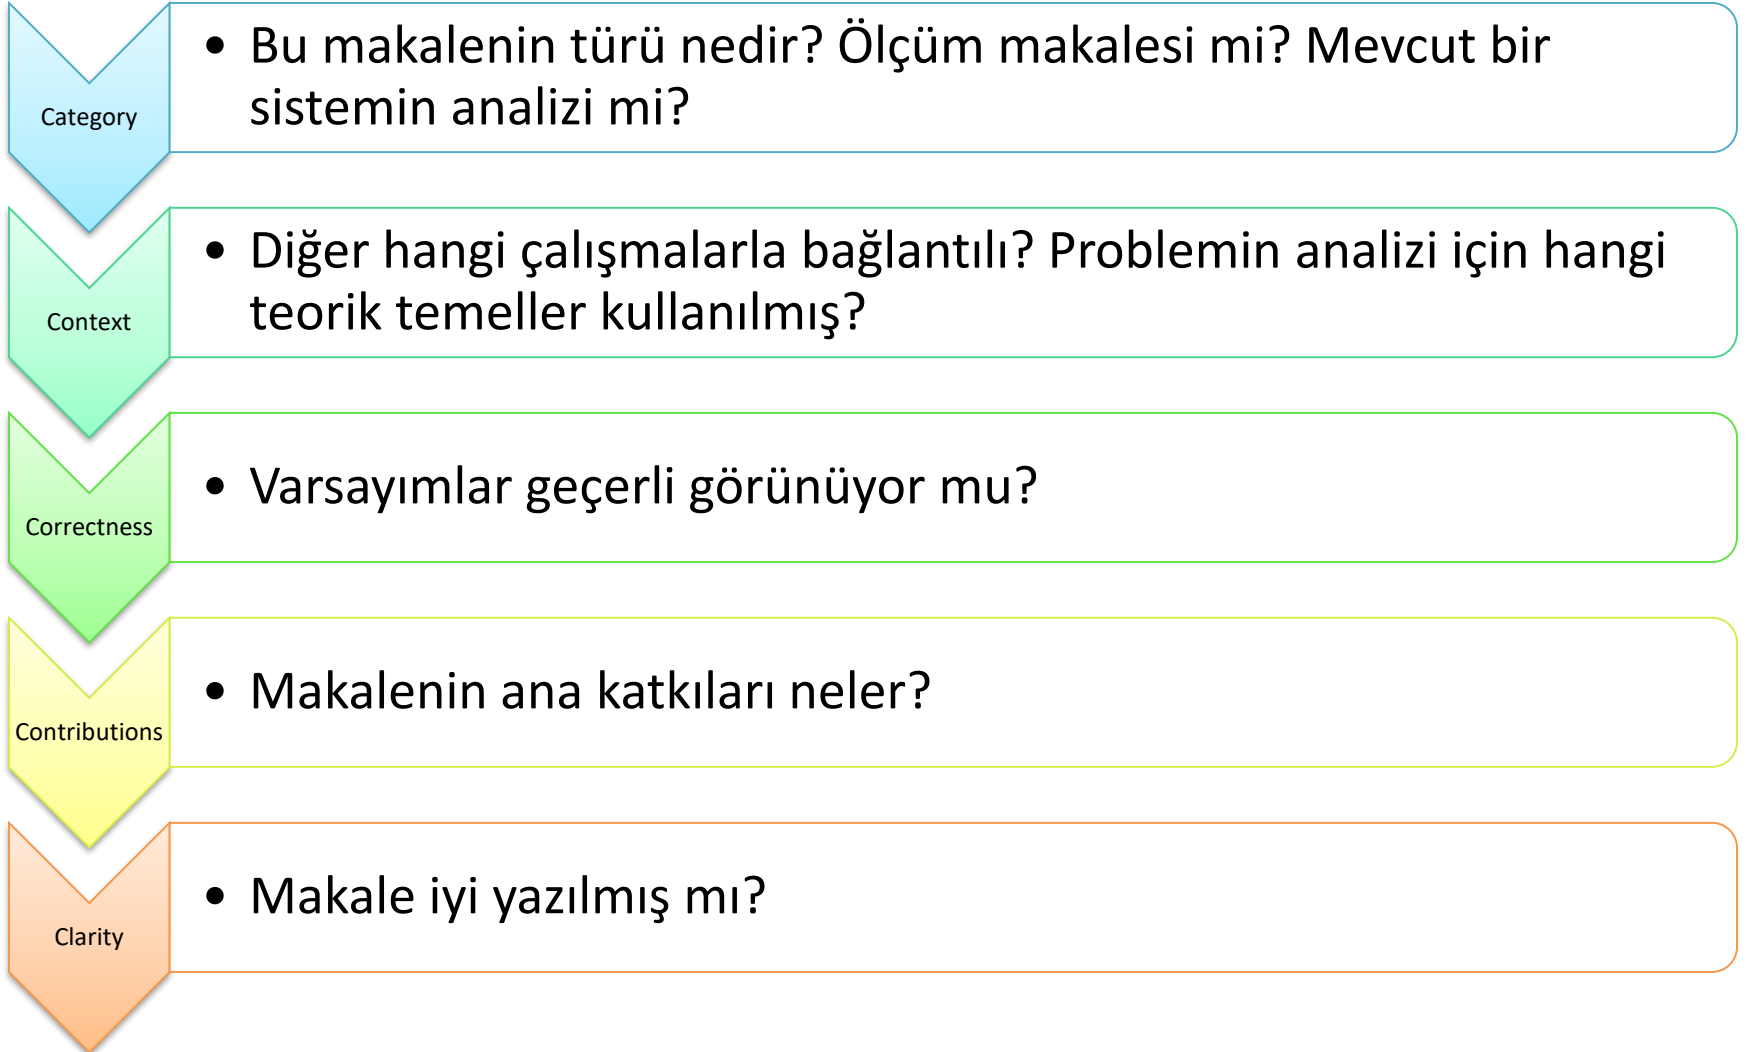 Category
• Bu makalenin türü nedir? Ölçüm makalesi mi? Mevcut bir
sistemin analizi mi?
Context
• Diğer hangi çalışmalarla bağlantılı? Problemin analizi için hangi
teorik temeller kullanılmış?
Correctness
• Varsayımlar geçerli görünüyor mu?
Contributions
• Makalenin ana katkıları neler?
Clarity
• Makale iyi yazılmış mı?